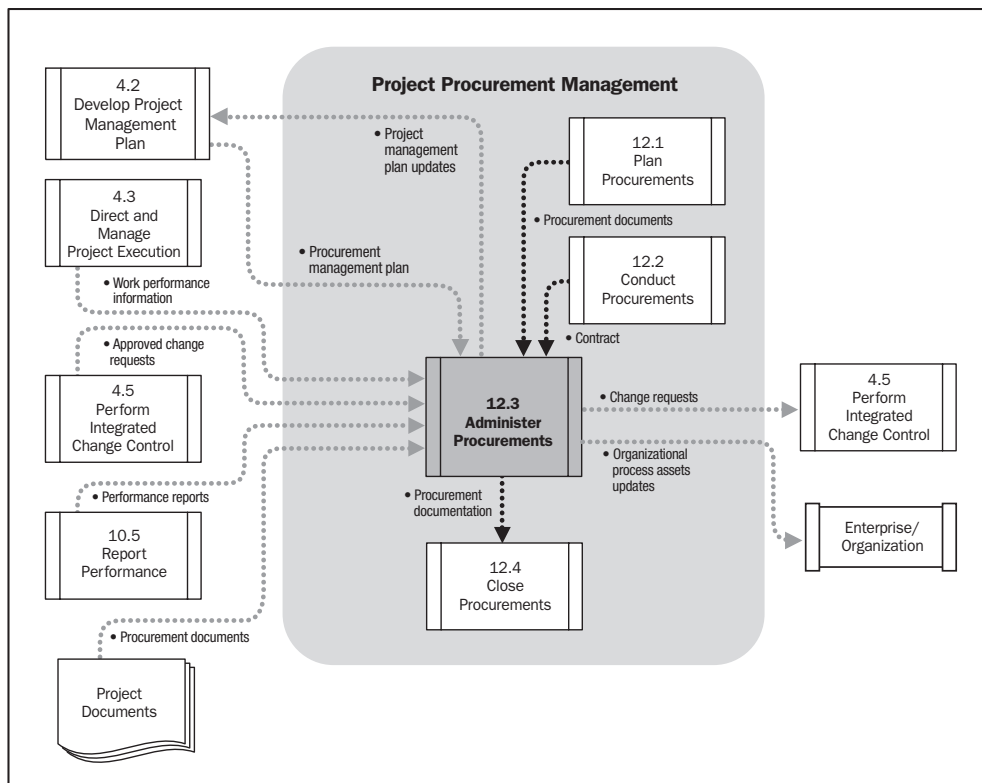 Project Procurement Management
4.2
Develop Project
Management
Plan
• Project
management
plan updates
12.1
Plan
Procurements
4.3
Direct and
Manage
Project Execution
• Procurement documents
• Procurement
management plan
12.2
Conduct
Procurements
• Work performance
information
• Contract
• Approved change
requests
4.5
Perform
Integrated
Change Control
12.3
Administer
Procurements
• Change requests
4.5
Perform
Integrated
Change Control
• Organizational
process assets
updates
• Performance reports
• Procurement
documentation
10.5
Report
Performance
Enterprise/
Organization
12.4
Close
Procurements
• Procurement documents
Project
Documents